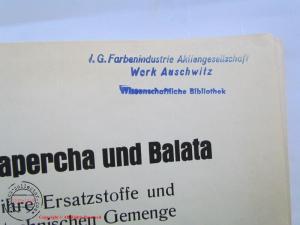 I. G. Farbenindustrie Aktiengesellschaft
Werk Auschwitz
Wissenschaftliche Bibliothek
apercha und Balata
ihre Ersatzstoffe und
technischen Gemenge